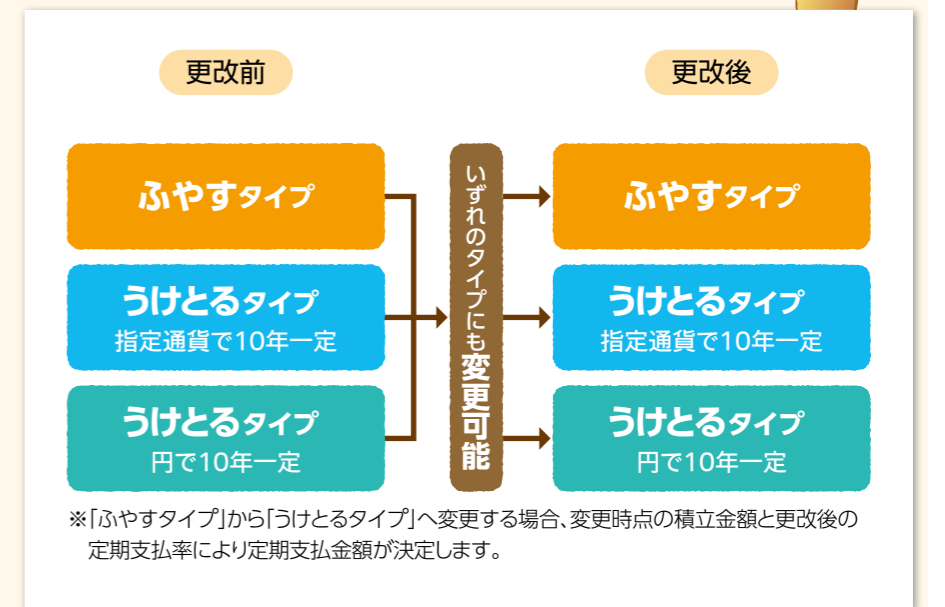 更改前
更改後
ふやすタイプ
うけとるタイプ
指定通貨で10年一定
うけとるタイプ
円で10年一定
いずれのタイプにも変更可能
ふやすタイプ
うけとるタイプ
指定通貨で10年一定
うけとるタイプ
円で10年一定
※「ふやすタイプ」から「うけとるタイプ」へ変更する場合、変更時点の積立金額と更改後の
定期支払率により定期支払金額が決定します。